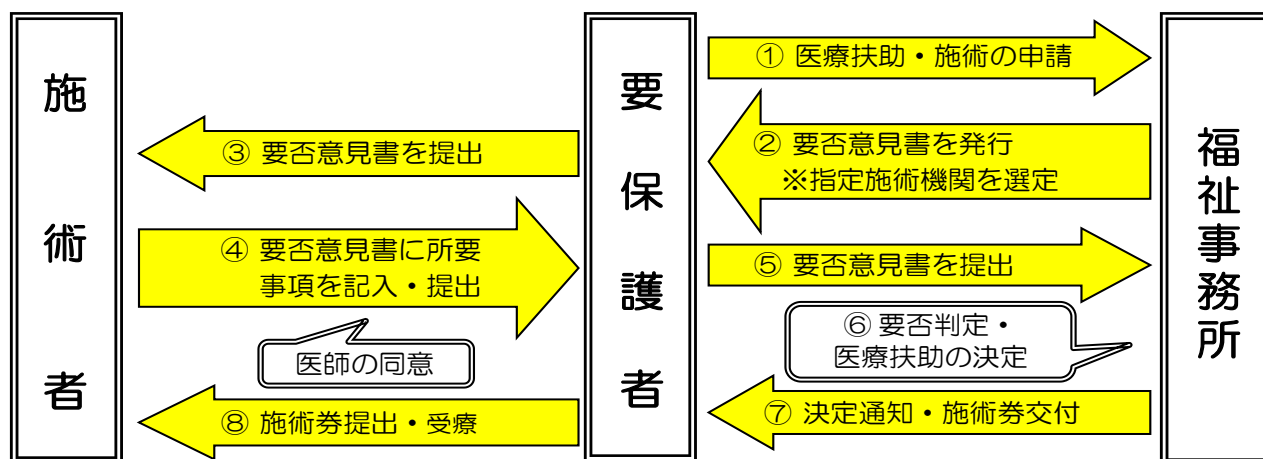 施術者
要保護者
福祉事務所
① 医療扶助・施術の申請
② 要否意見書を発行
※指定施術機関を選定
③ 要否意見書を提出
④ 要否意見書に所要
事項を記入・提出
医師の同意
⑤ 要否意見書を提出
⑥ 要否判定・
医療扶助の決定
⑦ 決定通知・施術券交付
⑧ 施術券提出・受療